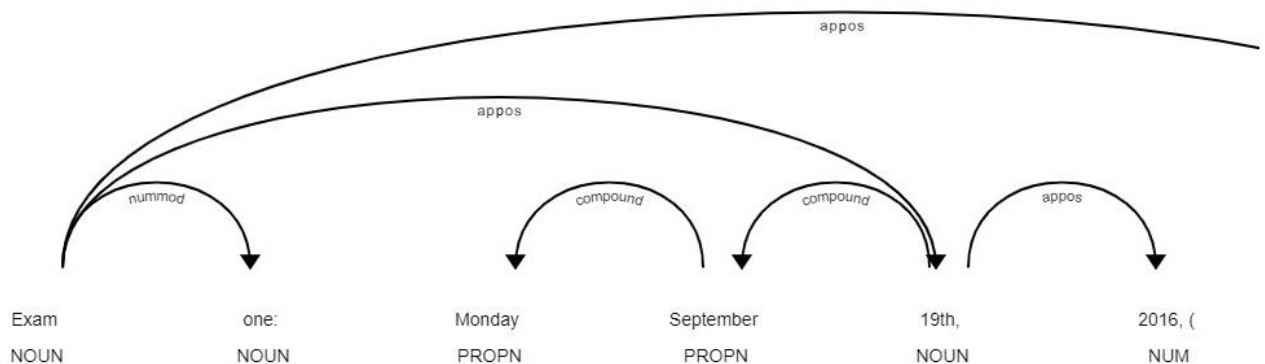 appos
appos
nummod compound compound appos
Exam one: Monday September 19th, 2016, (
NOUN NOUN PROPN PROPN NOUN NUM